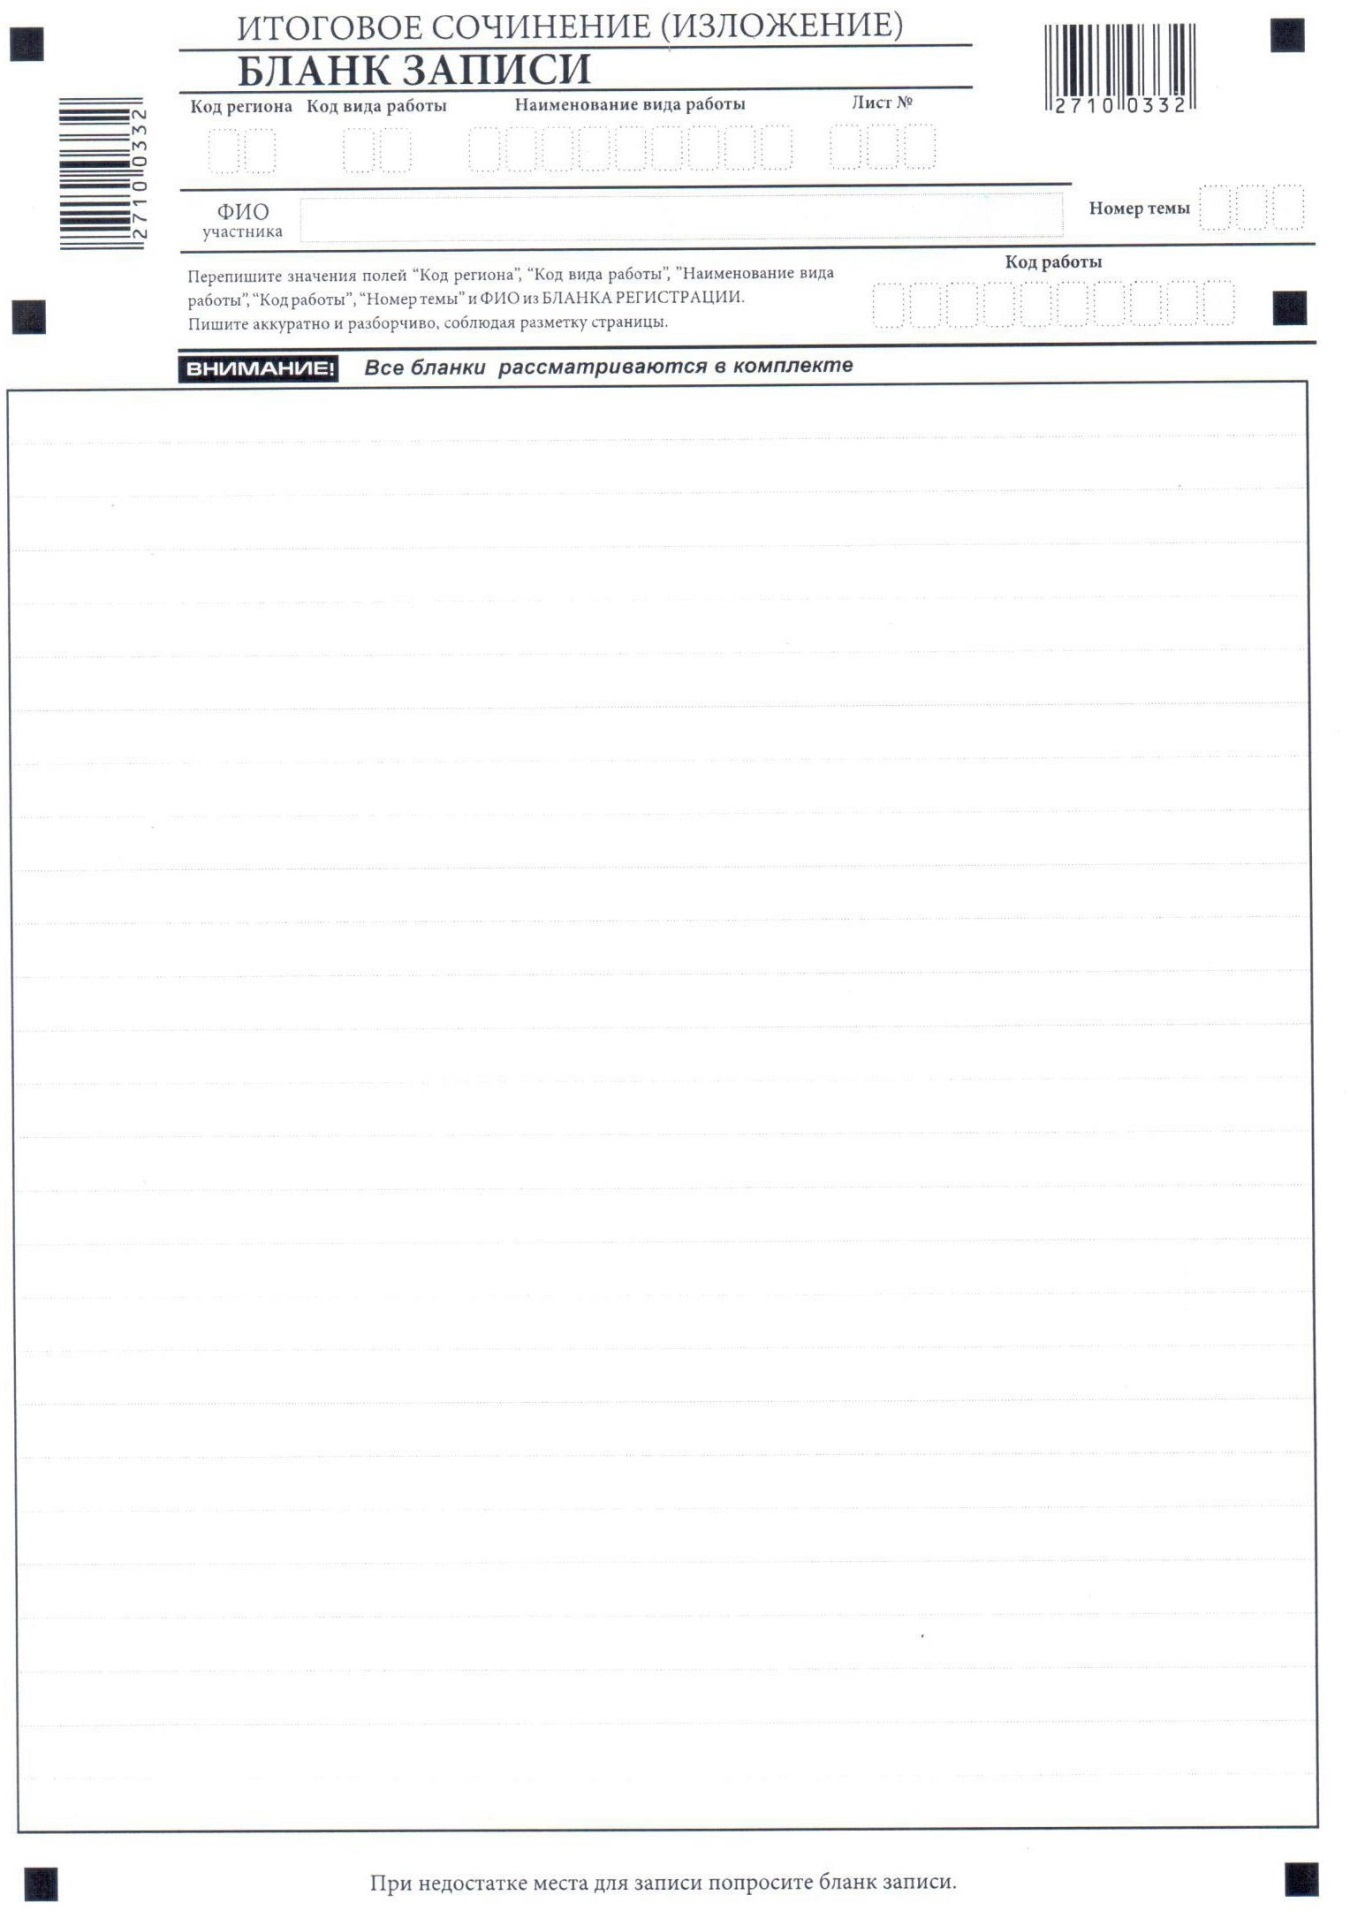 ИТОГОВОЕ СОЧИНЕНИЕ (ИЗЛОЖЕНИЕ)
БЛАНК ЗАПИСИ
Код региона Код вида работы Наименование вида работы Лист №
2710 0332
2710 0332
ФИО
участника
Номер темы
Код работы
Перепишите значения полей “Код региона”, “Код вида работы”, ”Наименование вида
работы”, “Код работы”, “Номер темы” и ФИО из БЛАНКА РЕГИСТРАЦИИ.
Пишите аккуратно и разборчиво, соблюдая разметку страницы.
ВНИМАНИЕ! Все бланки рассматриваются в комплекте
При недостатке места для записи попросите бланк записи.